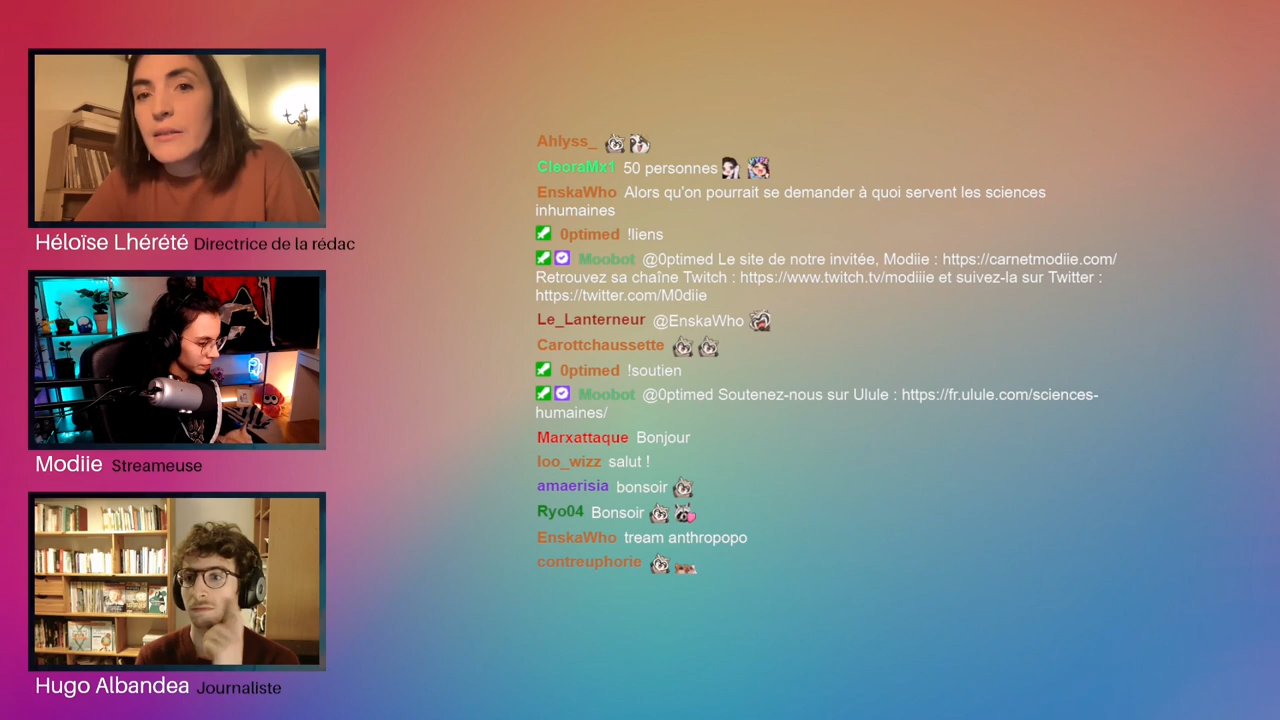 Héloïse Lhérété Directrice de la rédac
Modiie Streameuse
Hugo Albandea Journaliste
Ahlyss_
CleoraMx1 50 personnes
EnskaWho Alors qu'on pourrait se demander à quoi servent les sciences
inhumaines
0ptimed !liens
Moobot @0ptimed Le site de notre invitée, Modiie : https://carnetmodiie.com/
Retrouvez sa chaîne Twitch : https://www.twitch.tv/modiiie et suivez-la sur Twitter :
https://twitter.com/M0diie
Le_Lanterneur @EnskaWho
Carottchaussette
0ptimed !soutien
Moobot @0ptimed Soutenez-nous sur Ulule : https://fr.ulule.com/sciences-
humaines/
Marxattaque Bonjour
loo_wizz salut !
amaerisia bonsoir
Ryo04 Bonsoir
EnskaWho tream anthropopo
contreuphorie